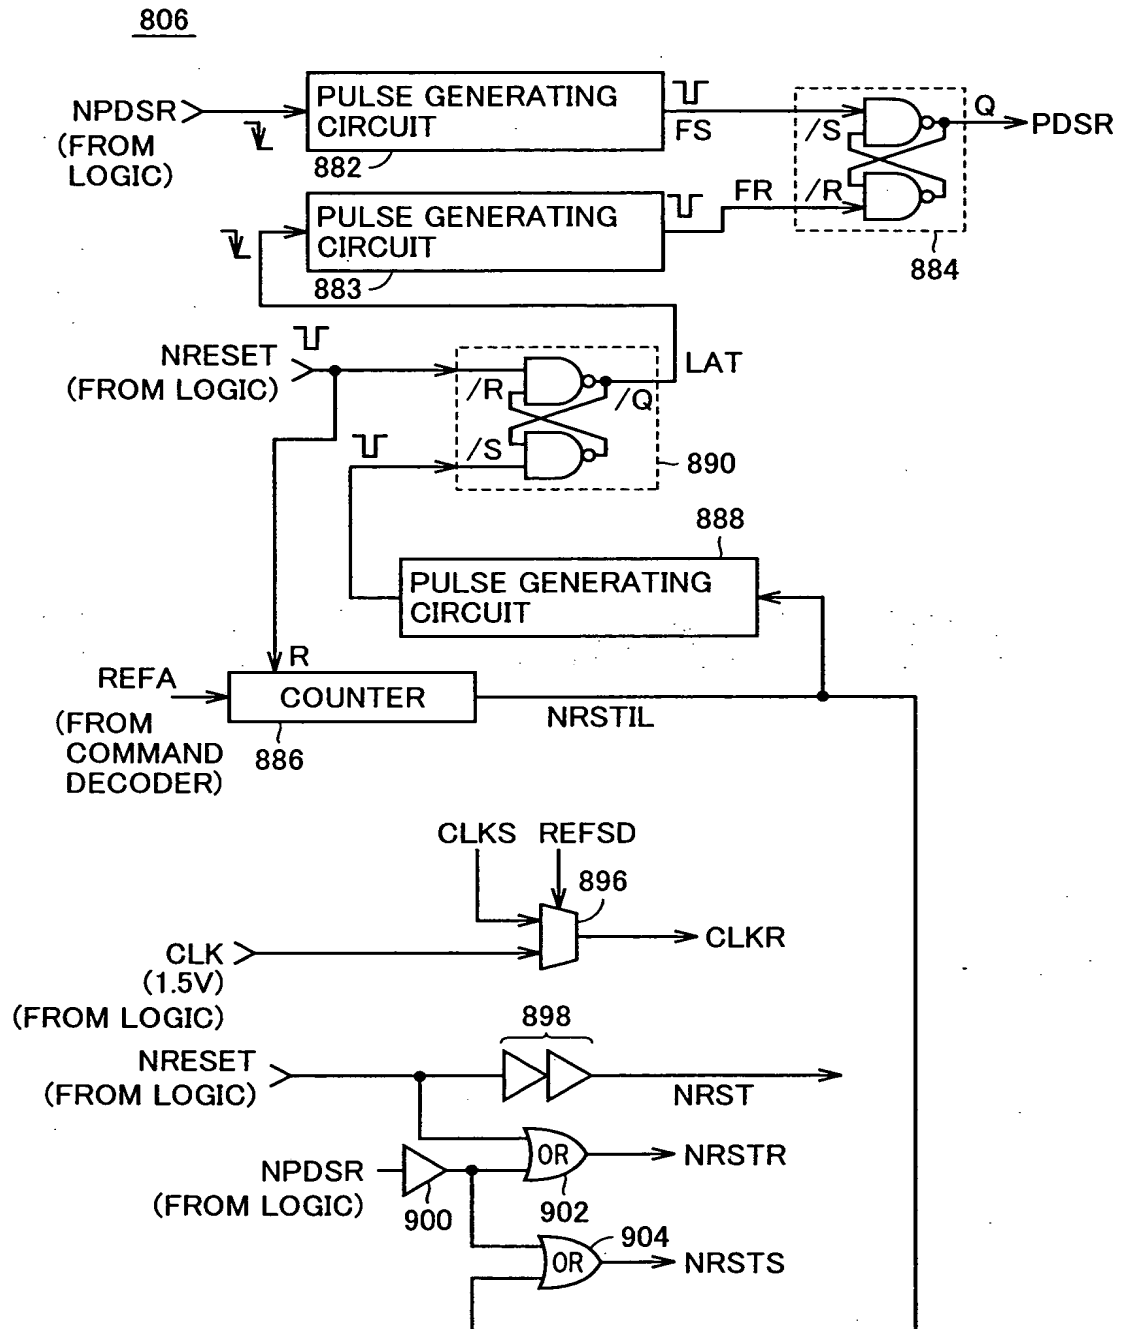 806
NPDSR
(FROM
LOGIC)
PULSE GENERATING
CIRCUIT
882
FS
/S
Q
PDSR
PULSE GENERATING
CIRCUIT
883
FR
/R
884
NRESET
(FROM LOGIC)
/R
/Q
LAT
/S
890
888
PULSE GENERATING
CIRCUIT
R
REFA
(FROM
COMMAND
DECODER)
COUNTER
886
NRSTIL
CLKS
REFSD
896
CLKR
CLK
(1.5V)
(FROM LOGIC)
898
NRESET
(FROM LOGIC)
NRST
OR
NRSTR
902
NPDSR
(FROM LOGIC)
900
904
OR
NRSTS